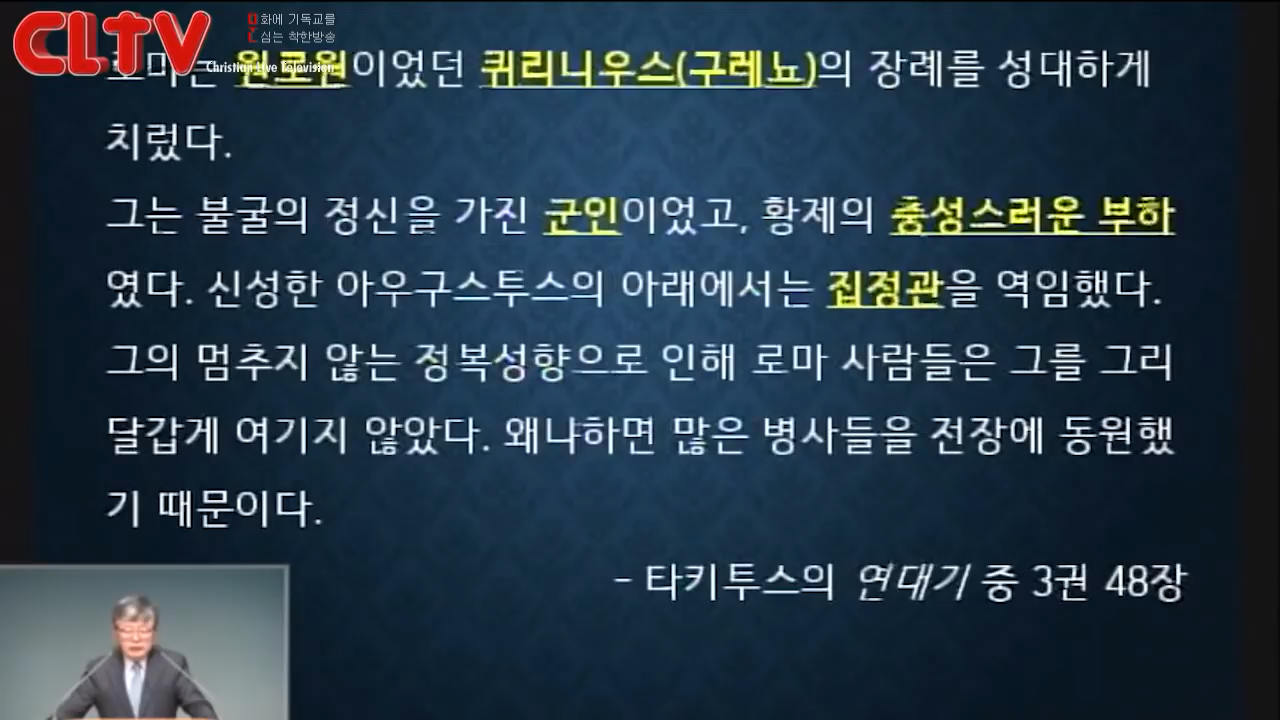 CLTV
문화에 기독교를
심는 착한방송
Christian Live Television
로마는 원로원이었던 퀴리니우스(구레뇨)의 장례를 성대하게
치렀다.
그는 불굴의 정신을 가진 군인이었고, 황제의 충성스러운 부하
였다. 신성한 아우구스투스의 아래에서는 집정관을 역임했다.
그의 멈추지 않는 정복성향으로 인해 로마 사람들은 그를 그리
달갑게 여기지 않았다. 왜냐하면 많은 병사들을 전장에 동원했
기 때문이다.
- 타키투스의 연대기 중 3권 48장